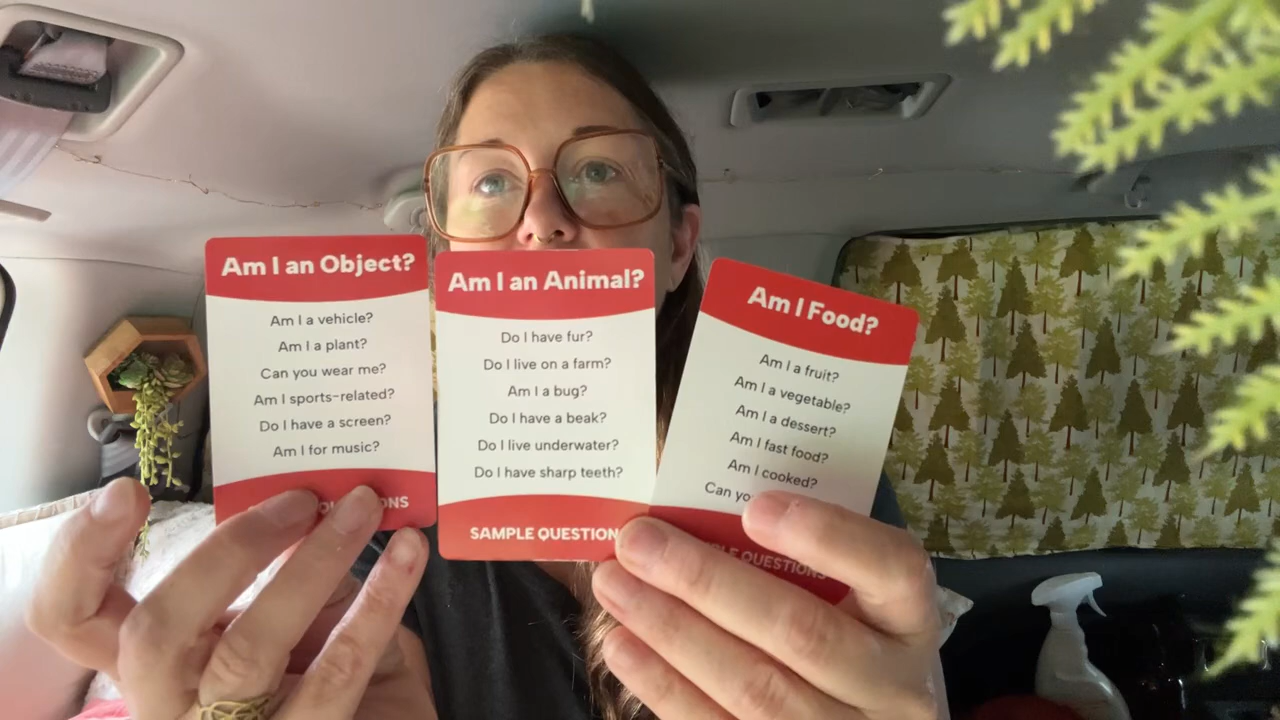 Am I an Object?
Am I a vehicle?
Am I a plant?
Can you wear me?
Am I sports-related?
Do I have a screen?
Am I for music?
QUESTIONS
Am I an Animal?
Do I have fur?
Do I live on a farm?
Am I a bug?
Do I have a beak?
Do I live underwater?
Do I have sharp teeth?
SAMPLE QUESTION
Am I Food?
Am I a fruit?
Am I a vegetable?
Am I a dessert?
Am I fast food?
Am I cooked?
Can
QUESTIONS